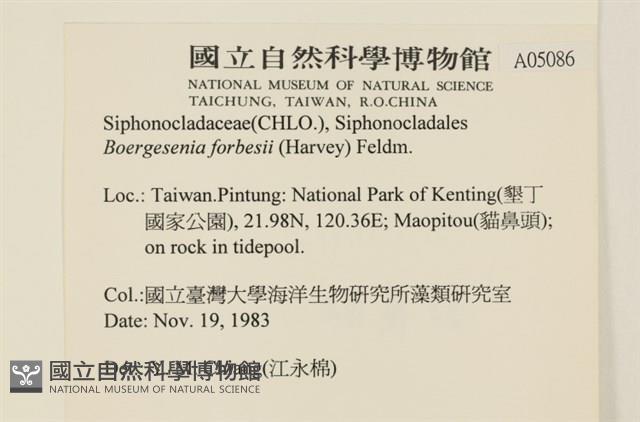 國立自然科學博物館
A05086
NATIONAL MUSEUM OF NATURAL SCIENCE
TAICHUNG, TAIWAN, R.O.CHINA
Siphonocladaceae(CHLO.), Siphonocladales
Boergesenia forbesii (Harvey) Feldm.
Loc.: Taiwan.Pintung: National Park of Kenting(墾丁
國家公園), 21.98N, 120.36E; Maopitou(貓鼻頭);
on rock in tidepool.
Col.:國立臺灣大學海洋生物研究所藻類研究室
Date: Nov. 19, 1983
(江永棉)
國立自然科學博物館
NATIONAL MUSEUM OF NATURAL SCIENCE